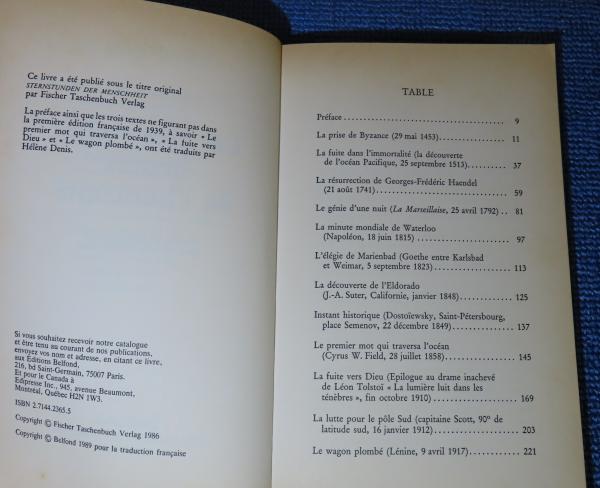 Ce livre a été publié sous le titre original
STERNSTUNDEN DER MENSCHHEIT
par Fischer Taschenbuch Verlag
La préface ainsi que les trois textes ne figurant pas dans
la première édition française de 1939, à savoir « Le
premier mot qui traversa l'océan », « La fuite vers
Dieu » et « Le wagon plombé », ont été traduits par
Hélène Denis.
Si vous souhaitez recevoir notre catalogue
et être tenu au courant de nos publications,
envoyez vos nom et adresse, en citant ce livre,
aux Éditions Belfond,
216, bd Saint-Germain, 75007 Paris.
Et pour le Canada à
Edipresse Inc., 945, avenue Beaumont,
Montréal, Québec H2N 1W3.
ISBN 2.7144.2365.5
Copyright © Fischer Taschenbuch Verlag 1986
Copyright © Belfond 1989 pour la traduction française
TABLE
Préface ........ 9
La prise de Byzance (29 mai 1453) ........ 11
La fuite dans l'immortalité (la découverte
de l'océan Pacifique, 25 septembre 1513) ........ 37
La résurrection de Georges-Frédéric Haendel
(21 août 1741) ........ 59
Le génie d'une nuit (La Marseillaise, 25 avril 1792) .. 81
La minute mondiale de Waterloo
(Napoléon, 18 juin 1815) ........ 97
L'élégie de Marienbad (Goethe entre Karlsbad
et Weimar, 5 septembre 1823) ........ 113
La découverte de l'Eldorado
(J.-A. Suter, Californie, janvier 1848) ........ 125
Instant historique (Dostoïewsky, Saint-Pétersbourg,
place Semenov, 22 décembre 1849) ........ 137
Le premier mot qui traversa l'océan
(Cyrus W. Field, 28 juillet 1858) ........ 145
La fuite vers Dieu (Epilogue au drame inachevé
de Léon Tolstoï « La lumière luit dans les
ténèbres », fin octobre 1910) ........ 169
La lutte pour le pôle Sud (capitaine Scott, 90° de
latitude sud, 16 janvier 1912) ........ 203
Le wagon plombé (Lénine, 9 avril 1917) ........ 221